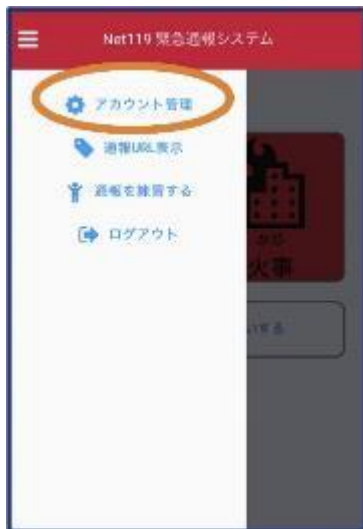 Net119 緊急通報システム
アカウント管理
通報URL表示
通報を練習する
ログアウト
火事